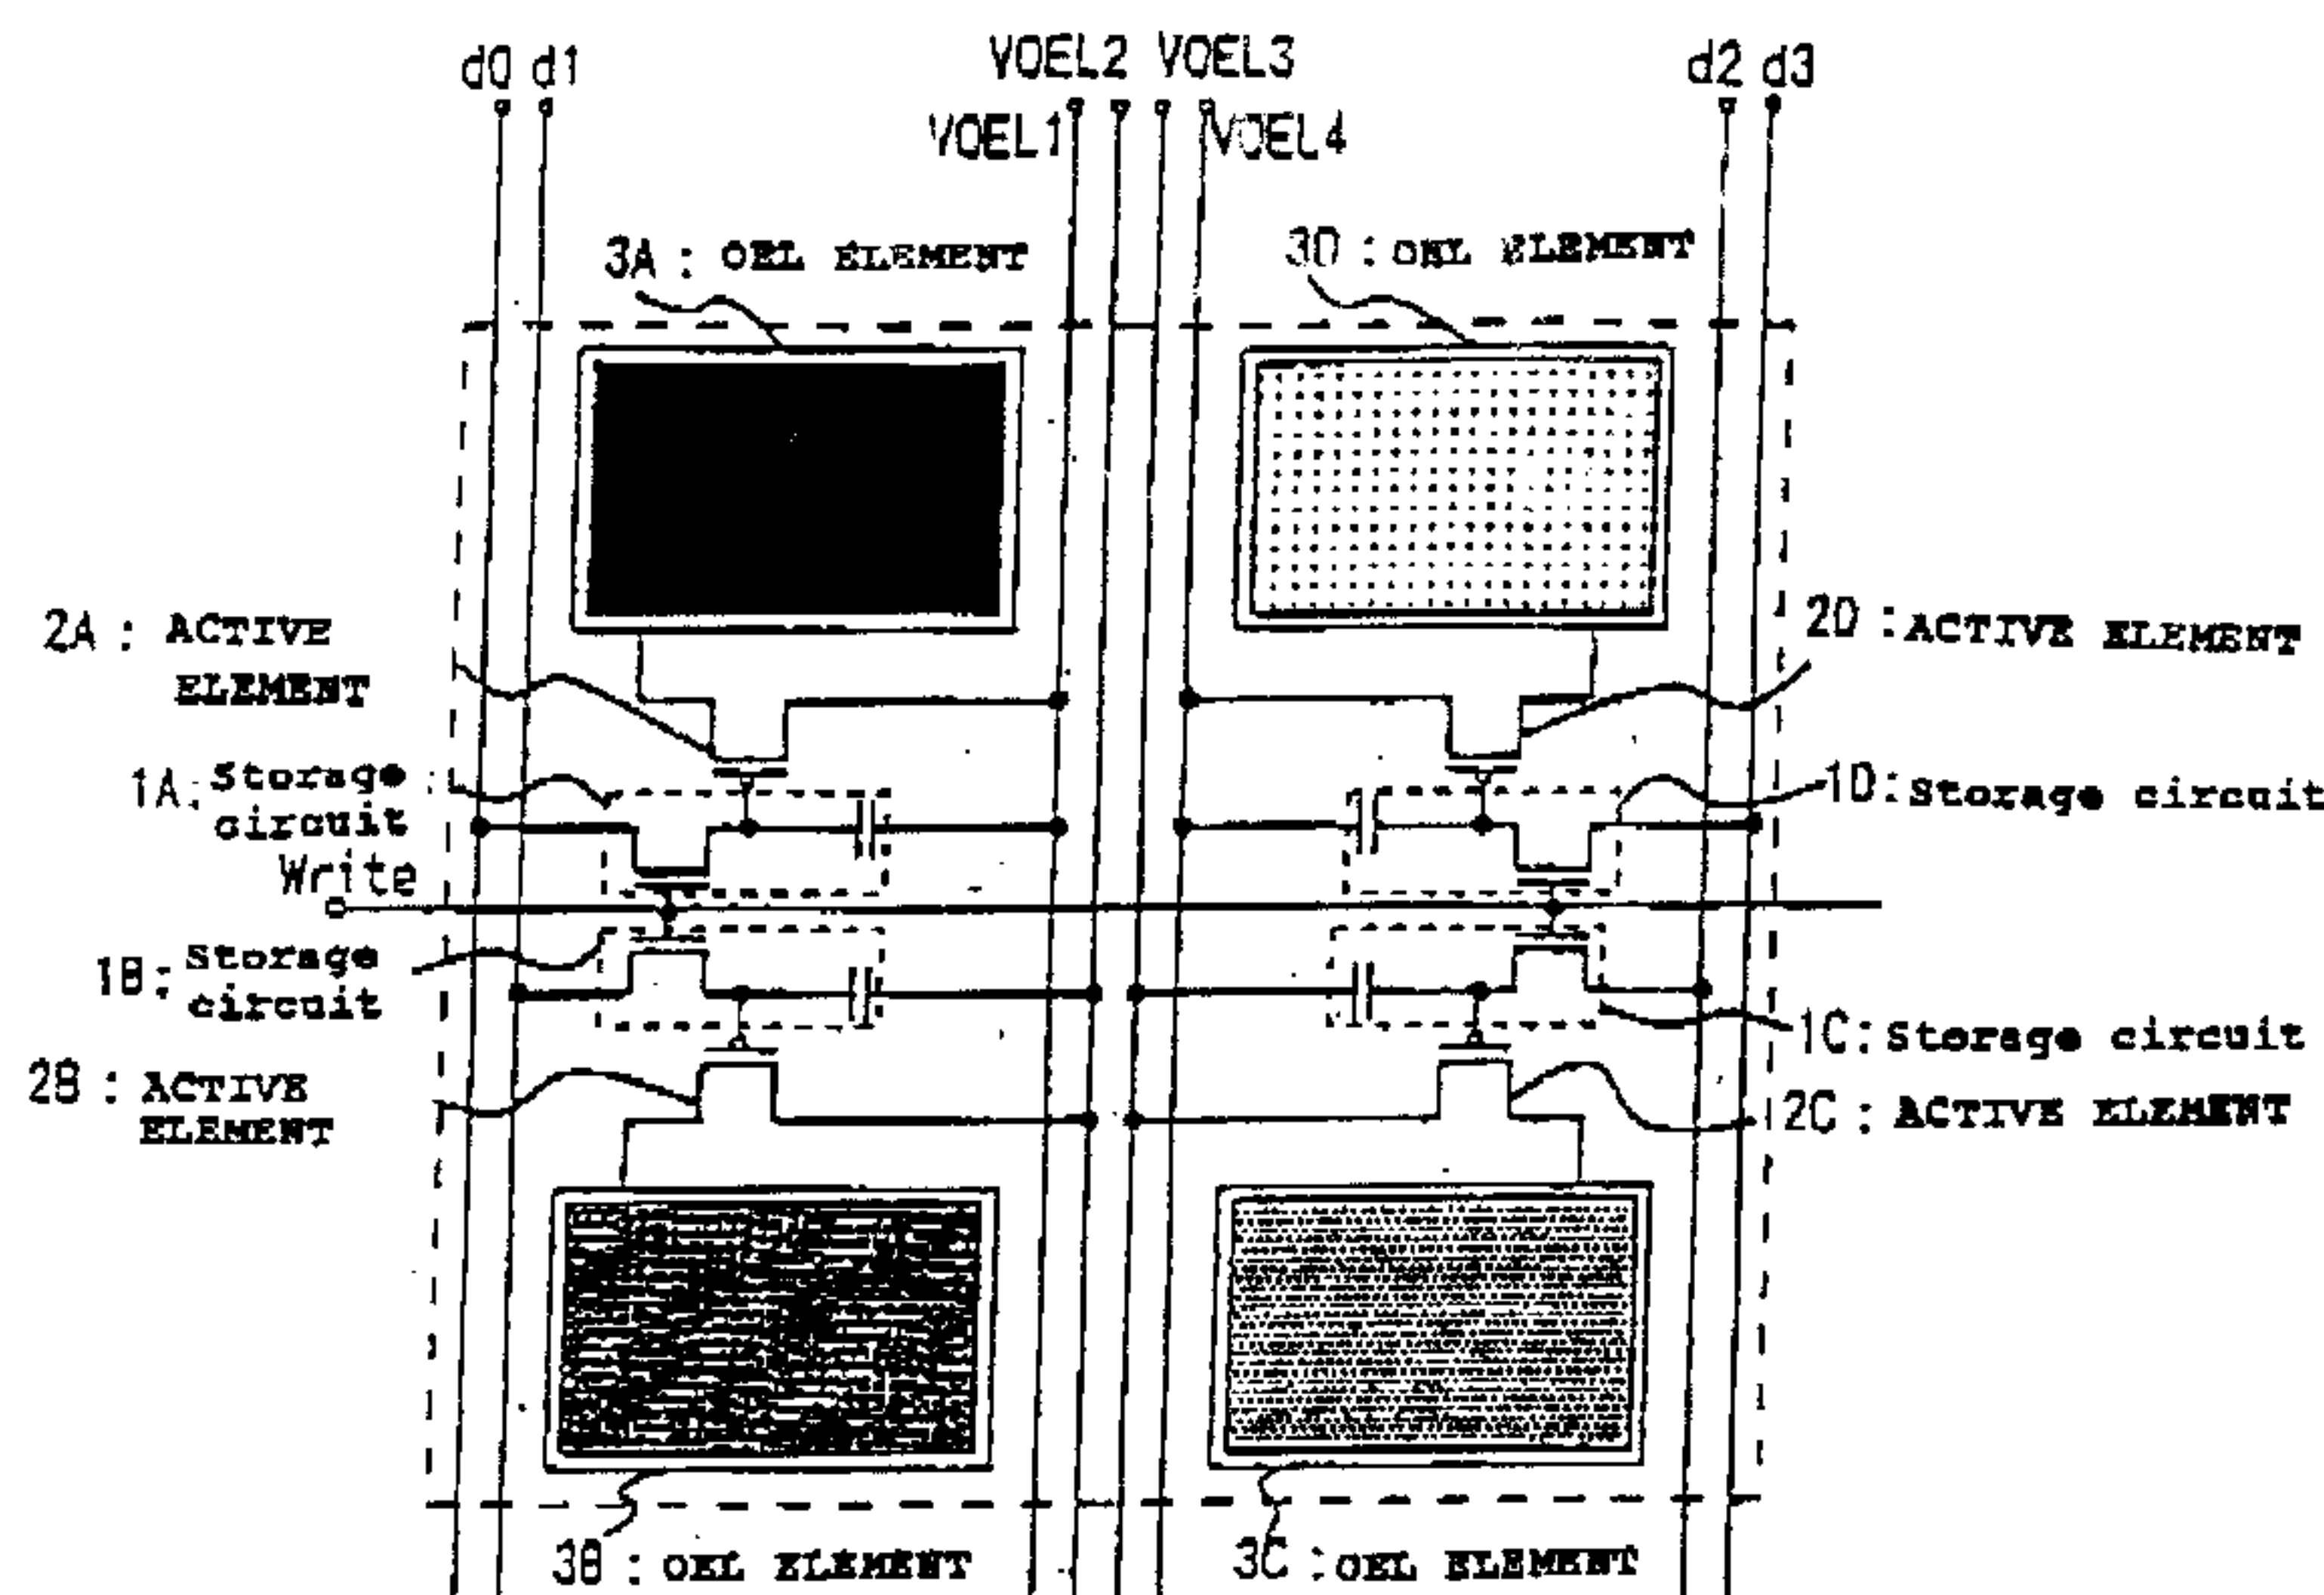 d0 d1
VOEL2 VOEL3
d2 d3
VOEL1
VOEL4
3A : OEL ELEMENT
3D : OEL ELEMENT
2A : ACTIVE
ELEMENT
2D : ACTIVE ELEMENT
1A: Storage
circuit
1D: Storage circuit
Write
1B: Storage
circuit
1C: Storage circuit
2B : ACTIVE
ELEMENT
2C : ACTIVE ELEMENT
3B : OEL ELEMENT
3C : OEL ELEMENT